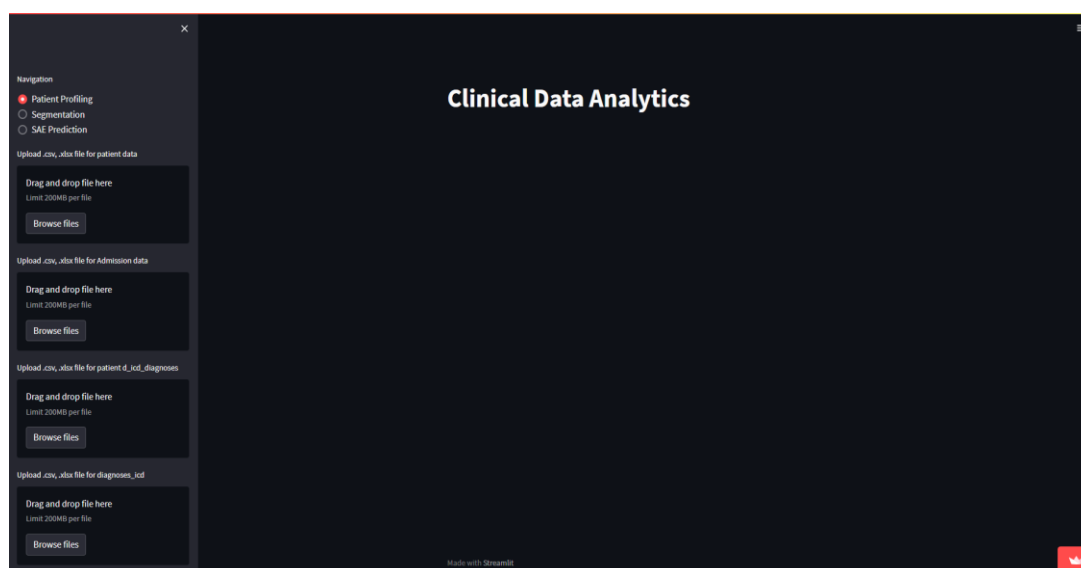 Navigation
Patient Profiling
Segmentation
SAE Prediction
Upload .csv, .xlsx file for patient data
Drag and drop file here
Limit 200MB per file
Browse files
Upload .csv, .xlsx file for Admission data
Drag and drop file here
Limit 200MB per file
Browse files
Upload .csv, .xlsx file for patient d_icd_diagnoses
Drag and drop file here
Limit 200MB per file
Browse files
Upload .csv, .xlsx file for diagnoses_icd
Drag and drop file here
Limit 200MB per file
Browse files
Clinical Data Analytics
Made with Streamlit